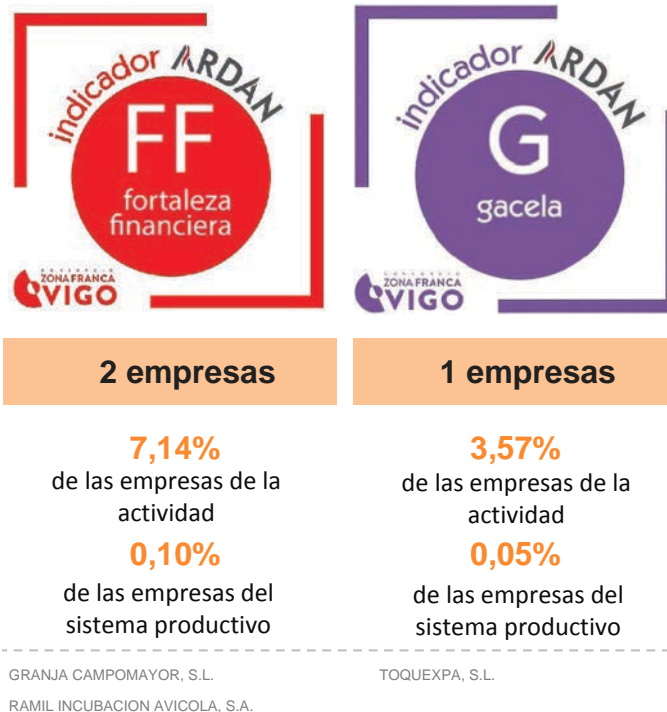 indicador ARDAN
FF
fortaleza
financiera
CONSORCIO
ZONA FRANCA
VIGO
2 empresas
7,14%
de las empresas de la
actividad
0,10%
de las empresas del
sistema productivo
GRANJA CAMPOMAYOR, S.L.
RAMIL INCUBACION AVICOLA, S.A.
indicador ARDAN
G
gacela
CONSORCIO
ZONA FRANCA
VIGO
1 empresas
3,57%
de las empresas de la
actividad
0,05%
de las empresas del
sistema productivo
TOQUEXPA, S.L.